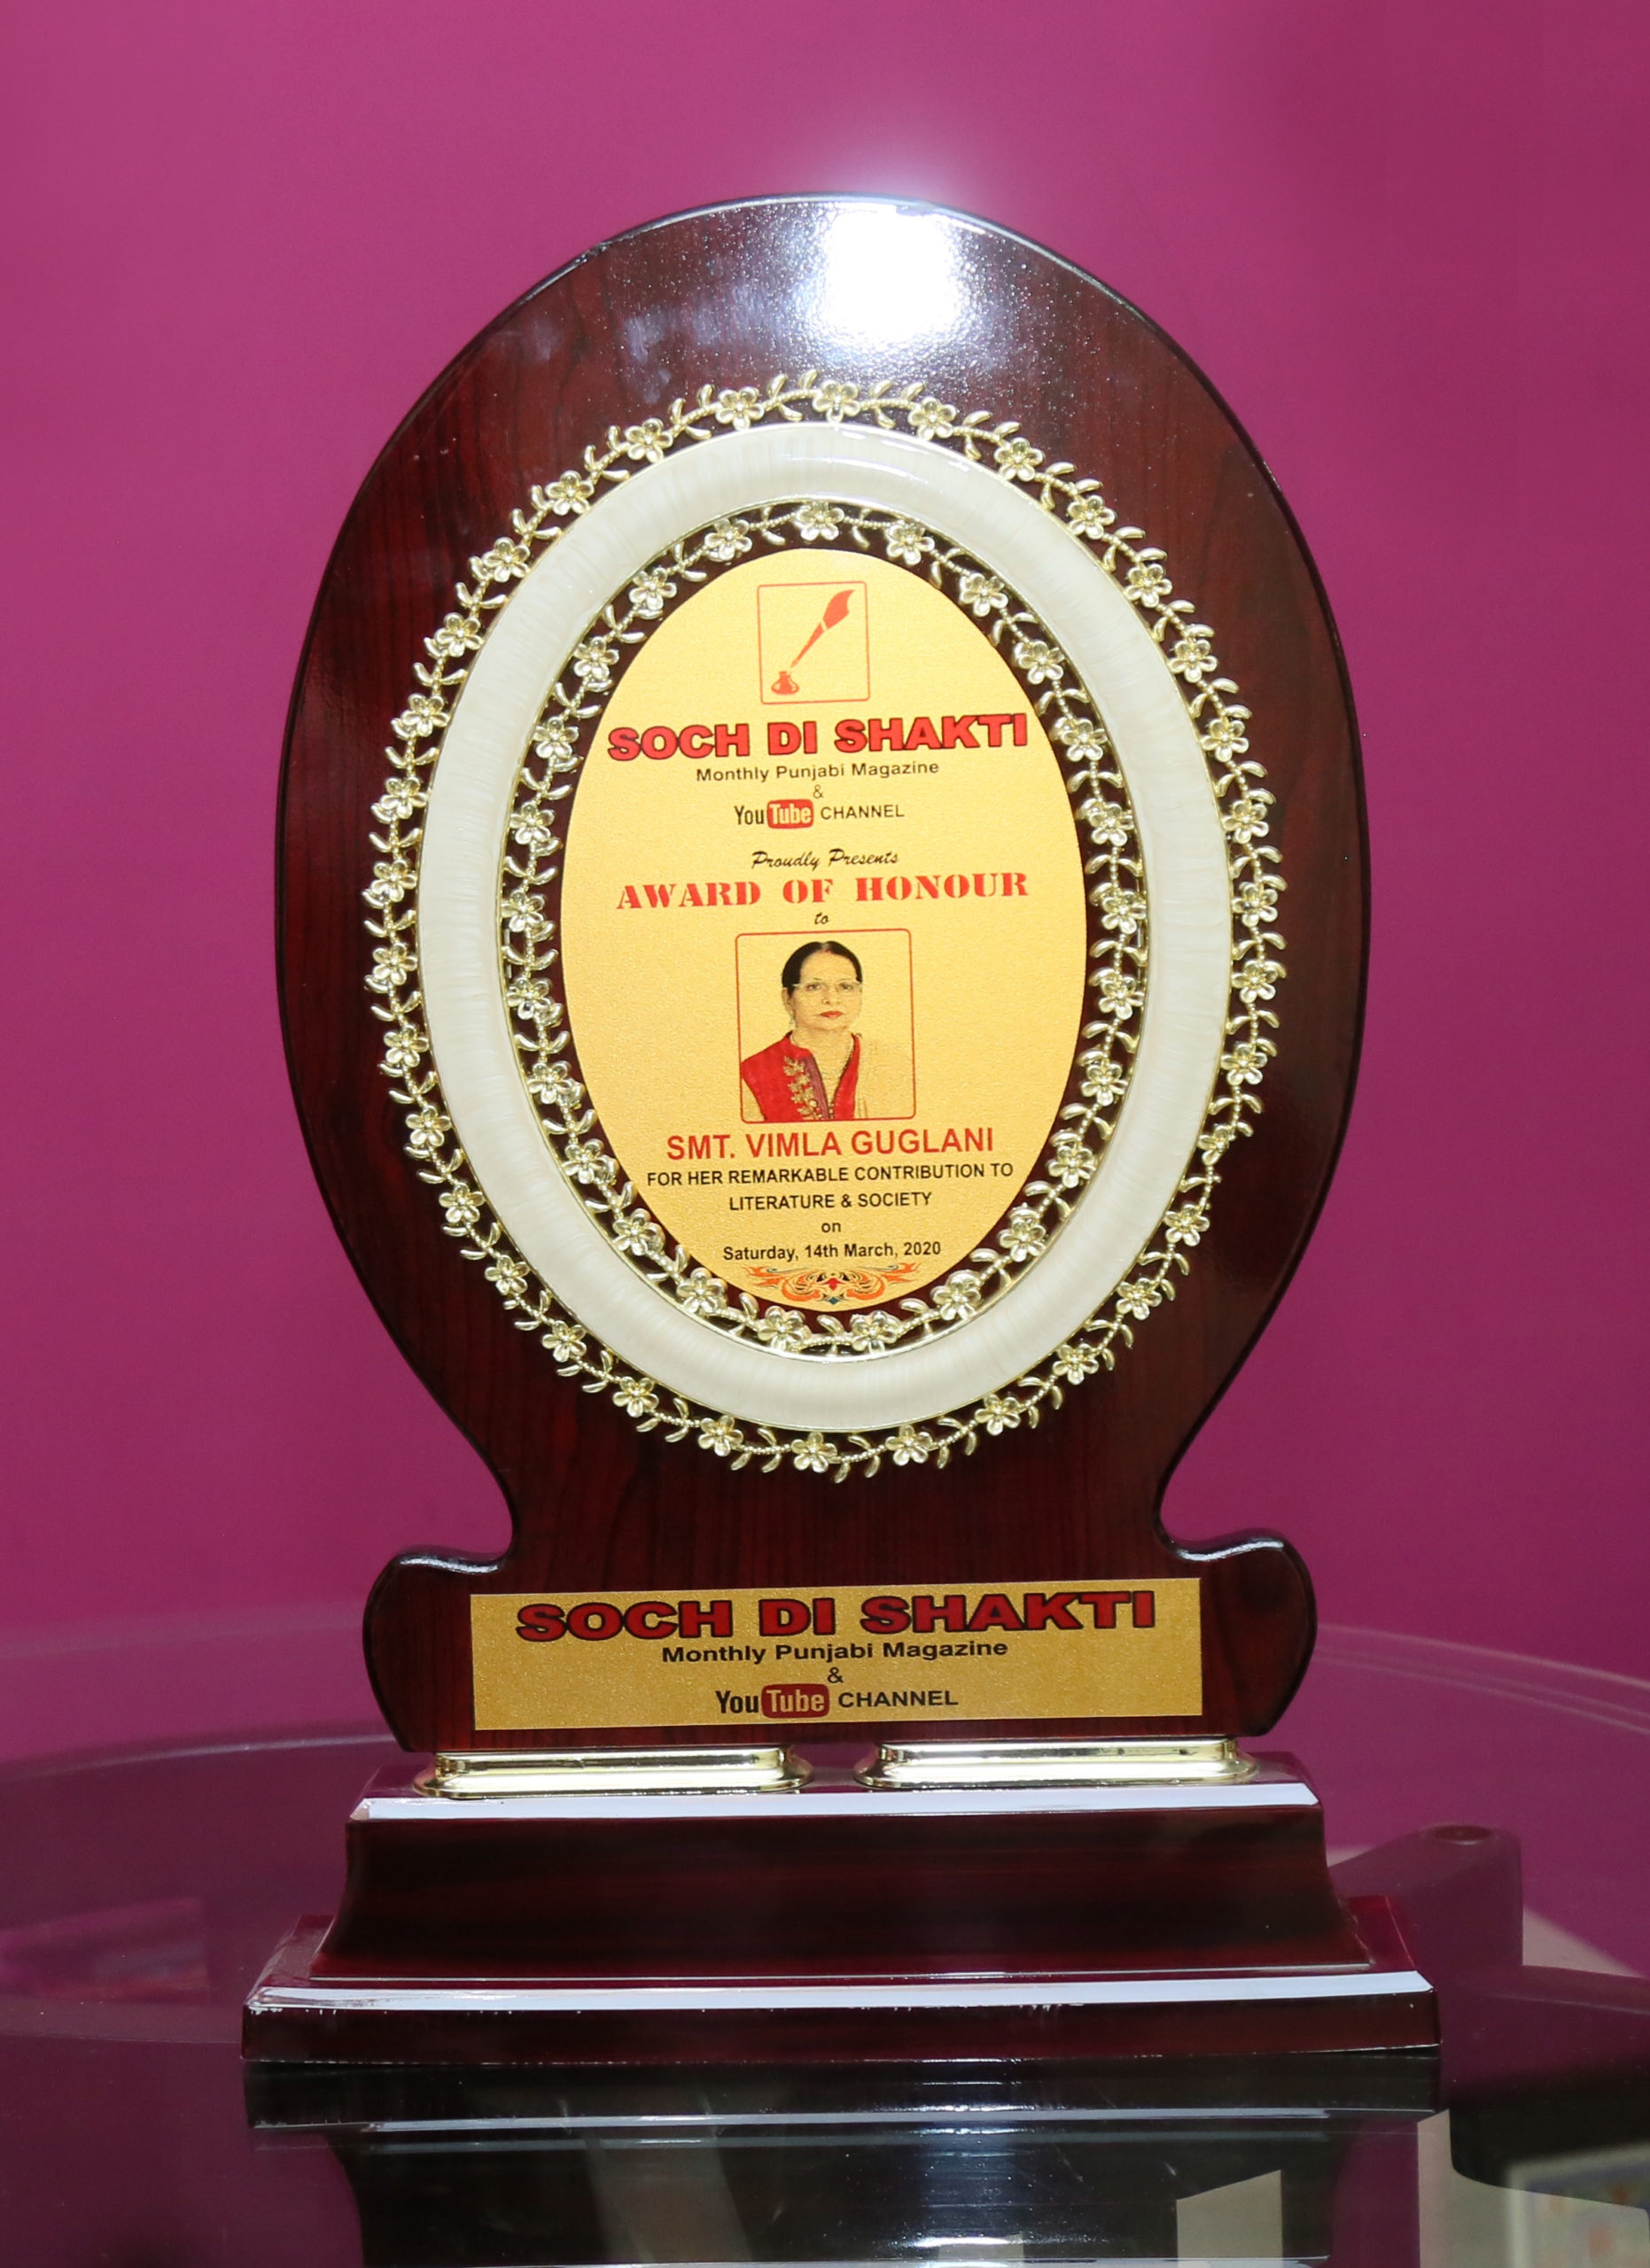 SOCH DI SHAKTI
Monthly Punjabi Magazine
&
YouTube CHANNEL
Proudly Presents
AWARD OF HONOUR
to
SMT. VIMLA GUGLANI
FOR HER REMARKABLE CONTRIBUTION TO
LITERATURE & SOCIETY
on
Saturday, 14th March, 2020
SOCH DI SHAKTI
Monthly Punjabi Magazine
&
YouTube CHANNEL